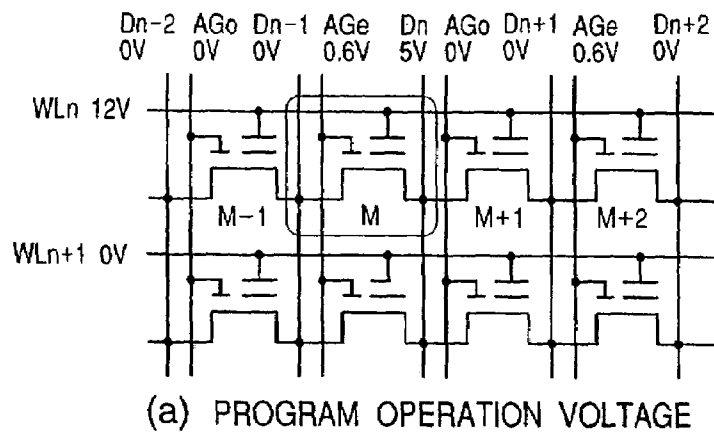 Dn-2 AGo Dn-1 AGe Dn AGo Dn+1 AGe Dn+2
0V 0V 0V 0.6V 5V 0V 0V 0.6V 0V
WLn 12V
M-1 M M+1 M+2
WLn+1 0V
(a) PROGRAM OPERATION VOLTAGE